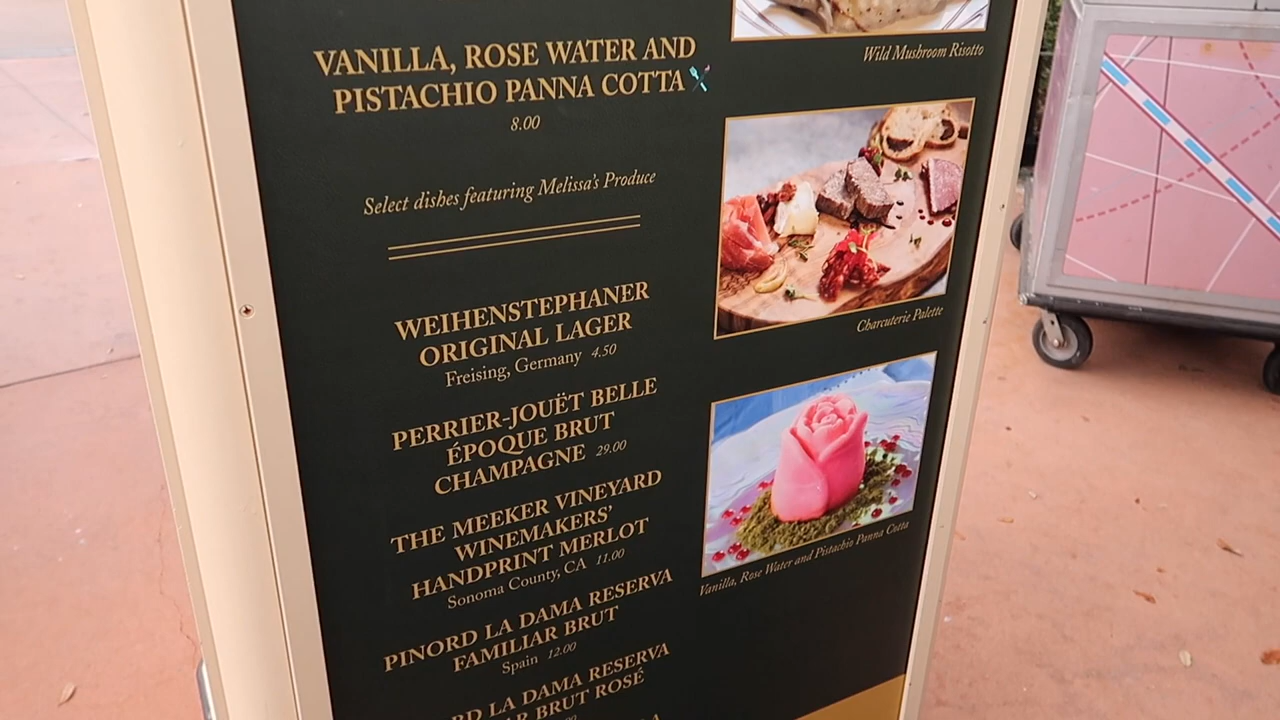 VANILLA, ROSE WATER AND
PISTACHIO PANNA COTTA
8.00
Select dishes featuring Melissa's Produce
WEIHENSTEPHANER
ORIGINAL LAGER
Freising, Germany 4.50
PERRIER-JOUËT BELLE
ÉPOQUE BRUT
CHAMPAGNE 29.00
THE MEEKER VINEYARD
WINEMAKERS'
HANDPRINT MERLOT
Sonoma County, CA 11.00
PINORD LA DAMA RESERVA
FAMILIAR BRUT
Spain 12.00
LA DAMA RESERVA
BRUT ROSÉ
Wild Mushroom Risotto
Charcuterie Palette
Vanilla, Rose Water and Pistachio Panna Cotta